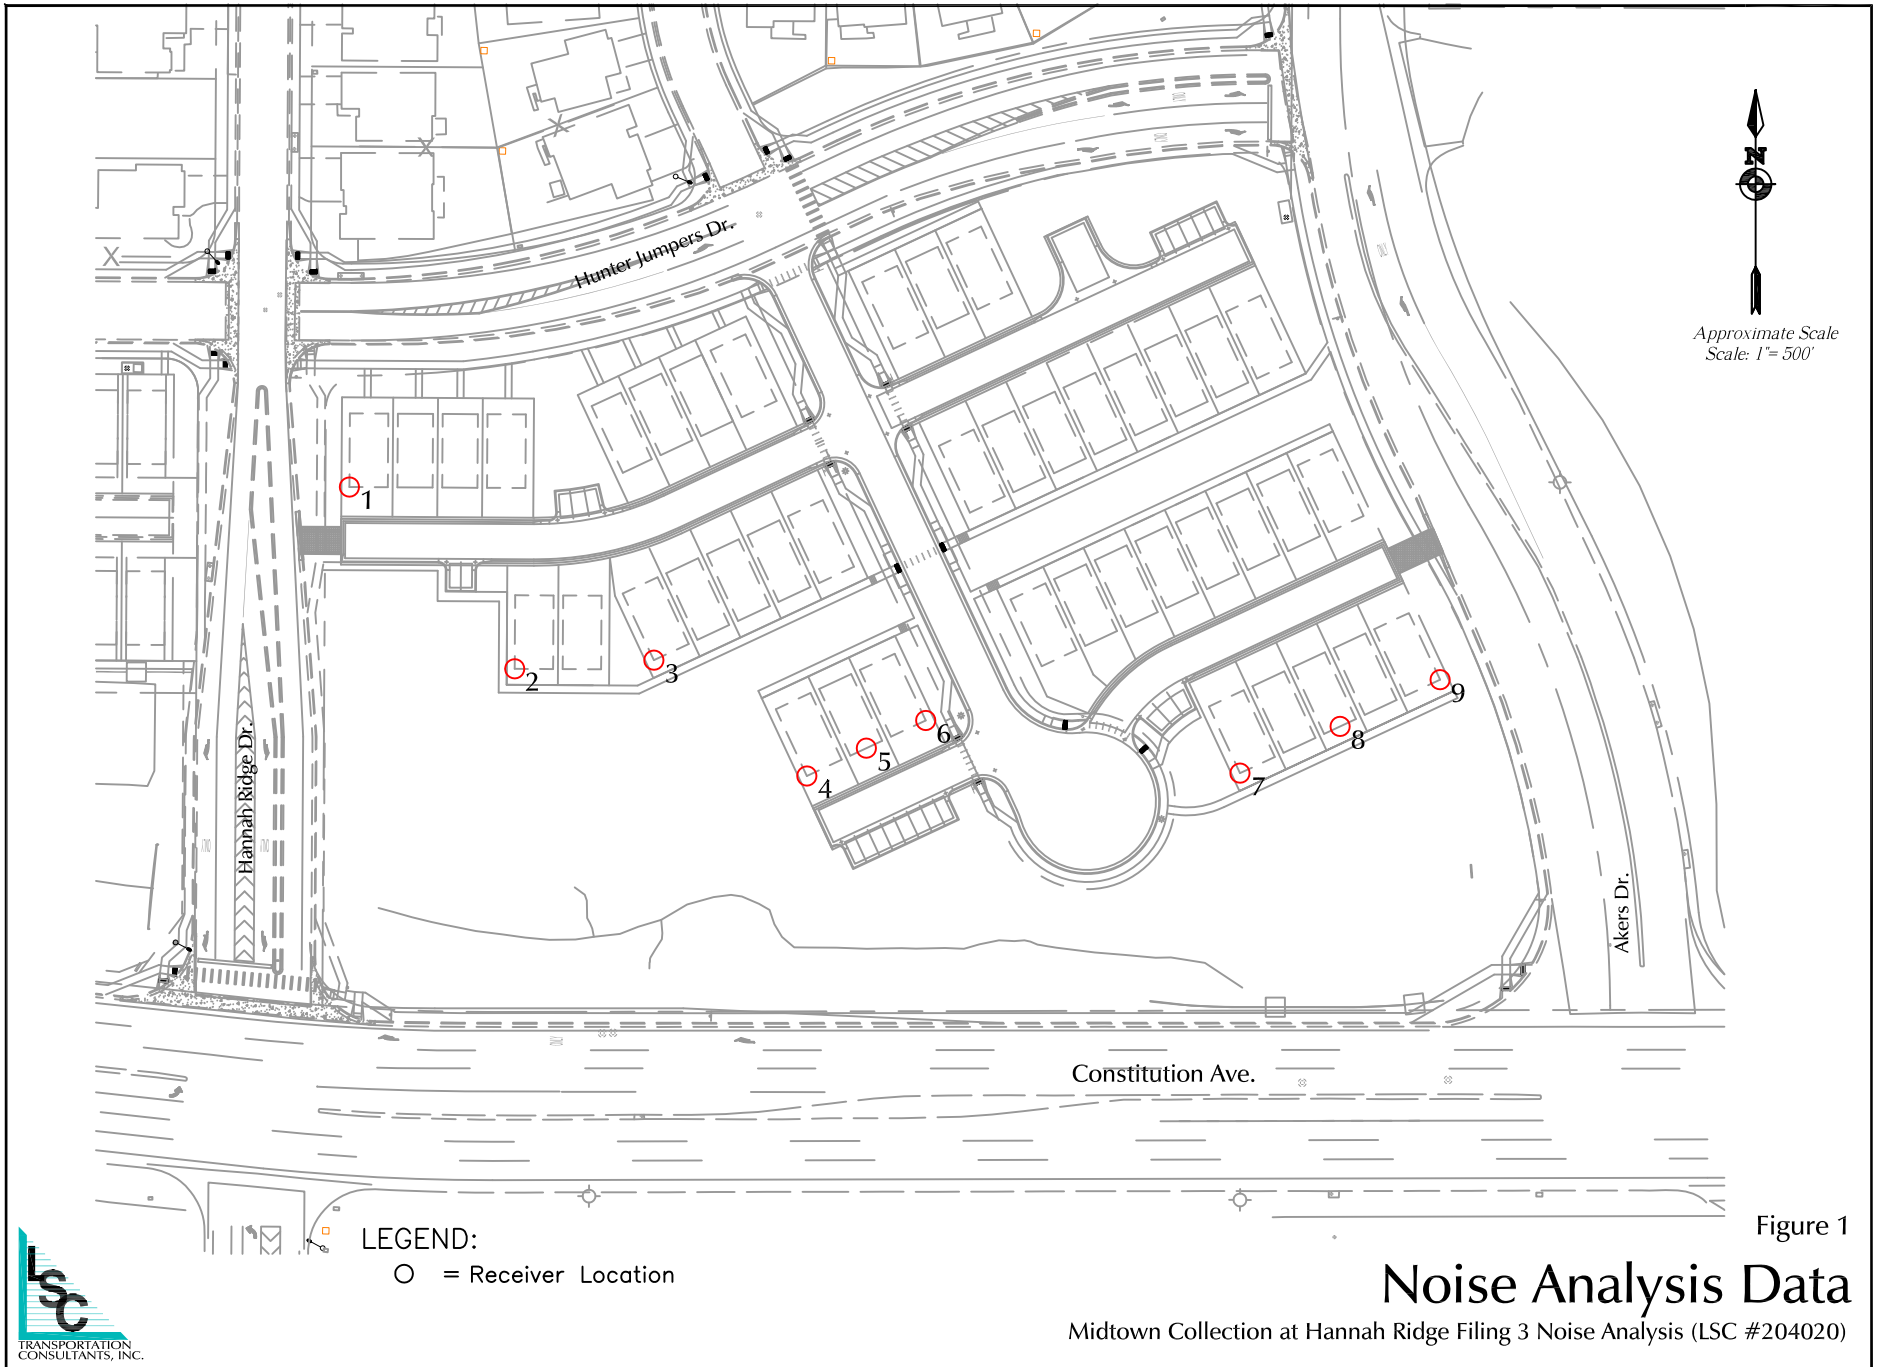 Hunter Jumpers Dr.
N
Approximate Scale
Scale: 1"= 500'
1
2
3
4
5
6
7
8
9
Hannah Ridge Dr.
Akers Dr.
Constitution Ave.
LEGEND:
= Receiver Location
Figure 1
Noise Analysis Data
Midtown Collection at Hannah Ridge Filing 3 Noise Analysis (LSC #204020)
LSC
TRANSPORTATION
CONSULTANTS, INC.